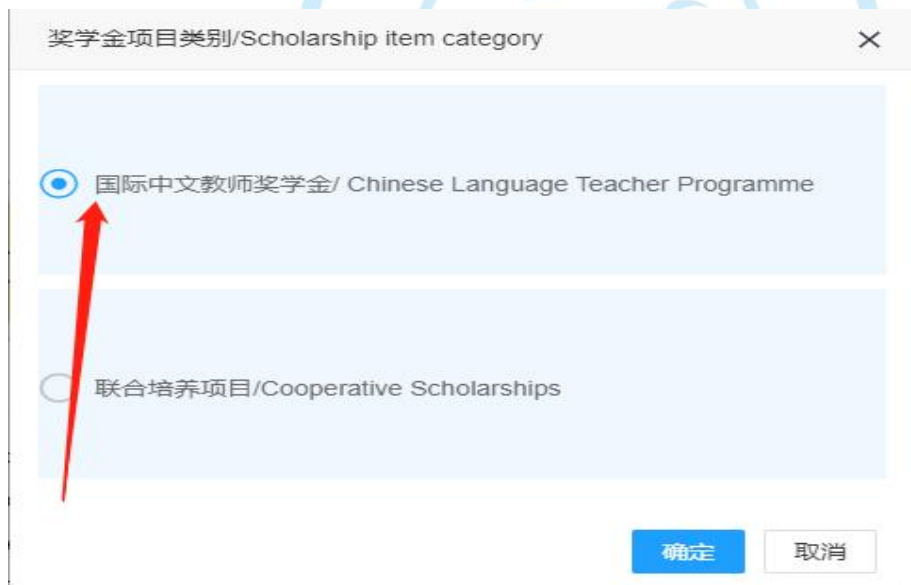 奖学金项目类别/Scholarship item category
国际中文教师奖学金/ Chinese Language Teacher Programme
联合培养项目/Cooperative Scholarships
确定
取消